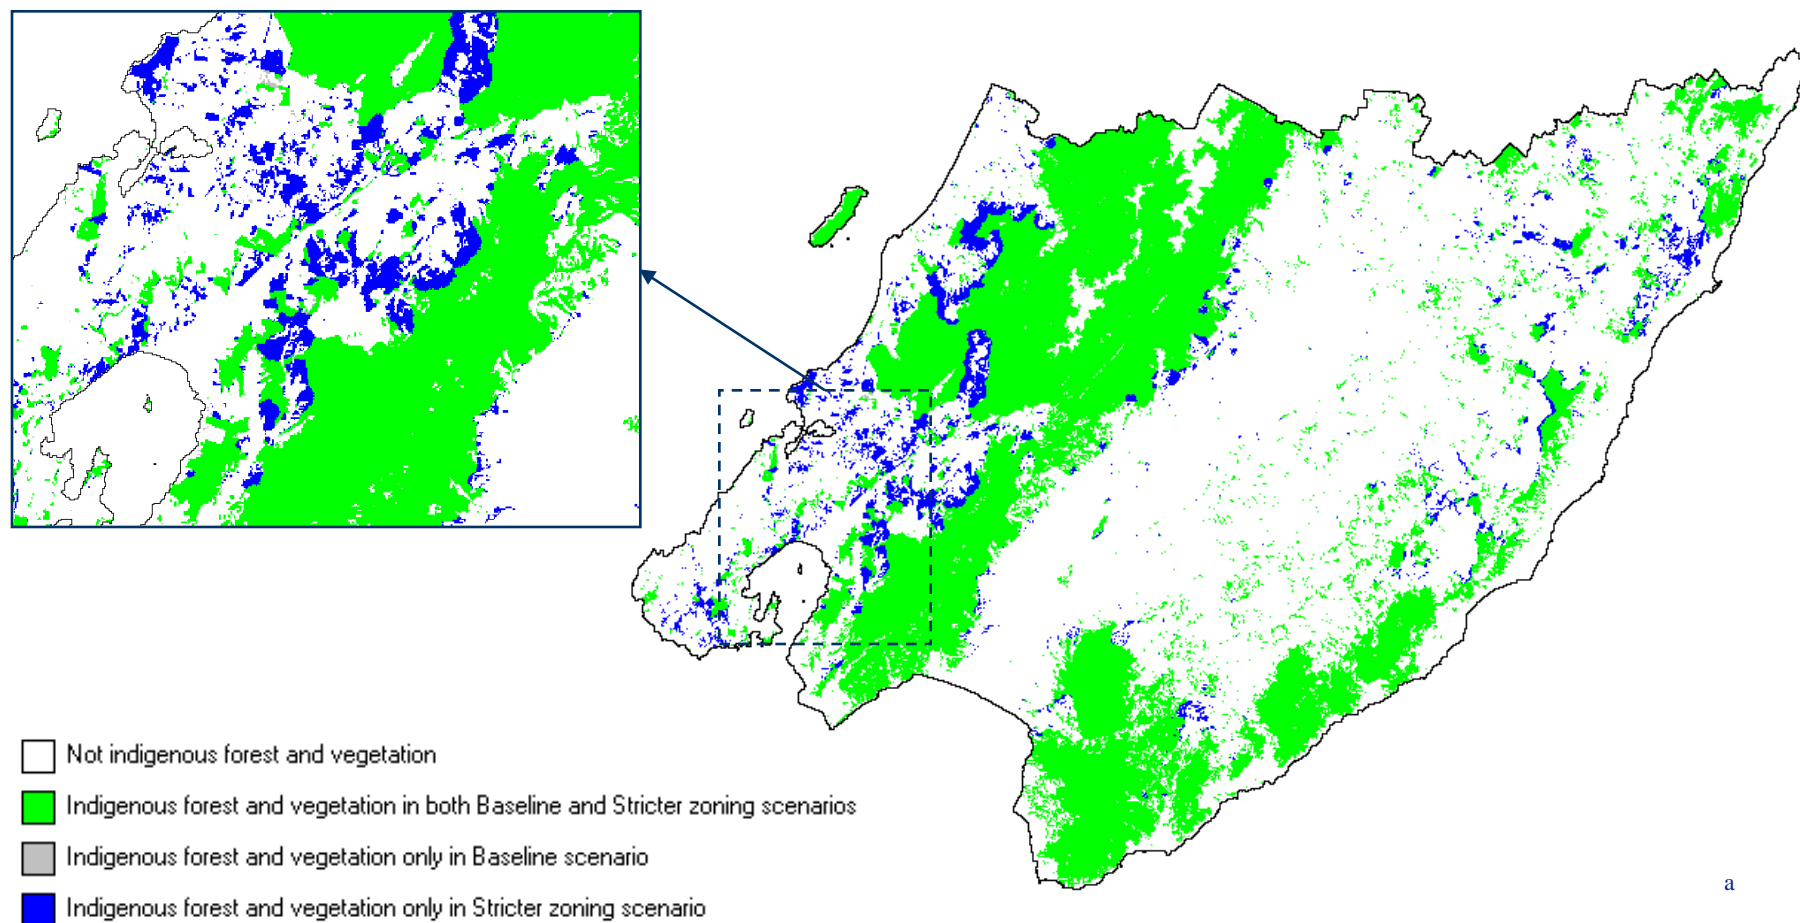 Not indigenous forest and vegetation
Indigenous forest and vegetation in both Baseline and Stricter zoning scenarios
Indigenous forest and vegetation only in Baseline scenario
Indigenous forest and vegetation only in Stricter zoning scenario
a